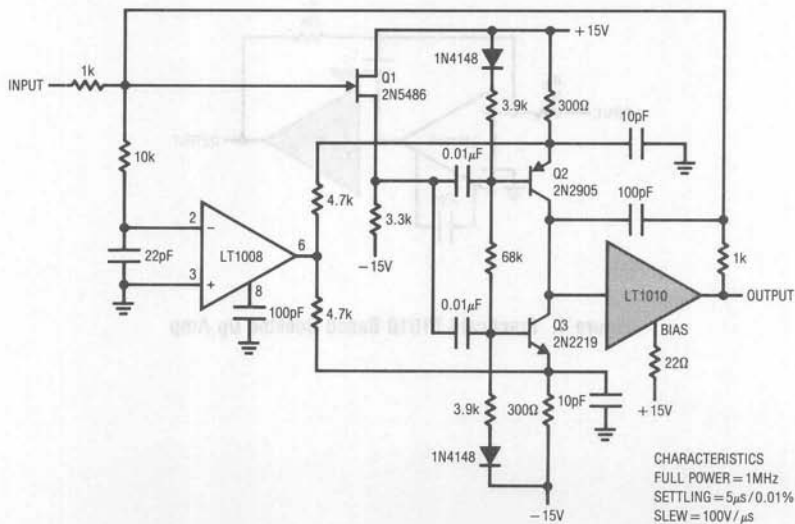 +15V
INPUT
1k
Q1
2N5486
1N4148
3.9k
300Ω
10pF
10k
0.01µF
Q2
2N2905
100pF
4.7k
3.3k
−15V
2
−
LT1008
6
22pF
3
+
8
100pF
68k
1k
LT1010
OUTPUT
4.7k
0.01µF
Q3
2N2219
BIAS
22Ω
+15V
3.9k
300Ω
10pF
1N4148
−15V
CHARACTERISTICS
FULL POWER = 1MHz
SETTLING = 5µs/0.01%
SLEW = 100V/µs